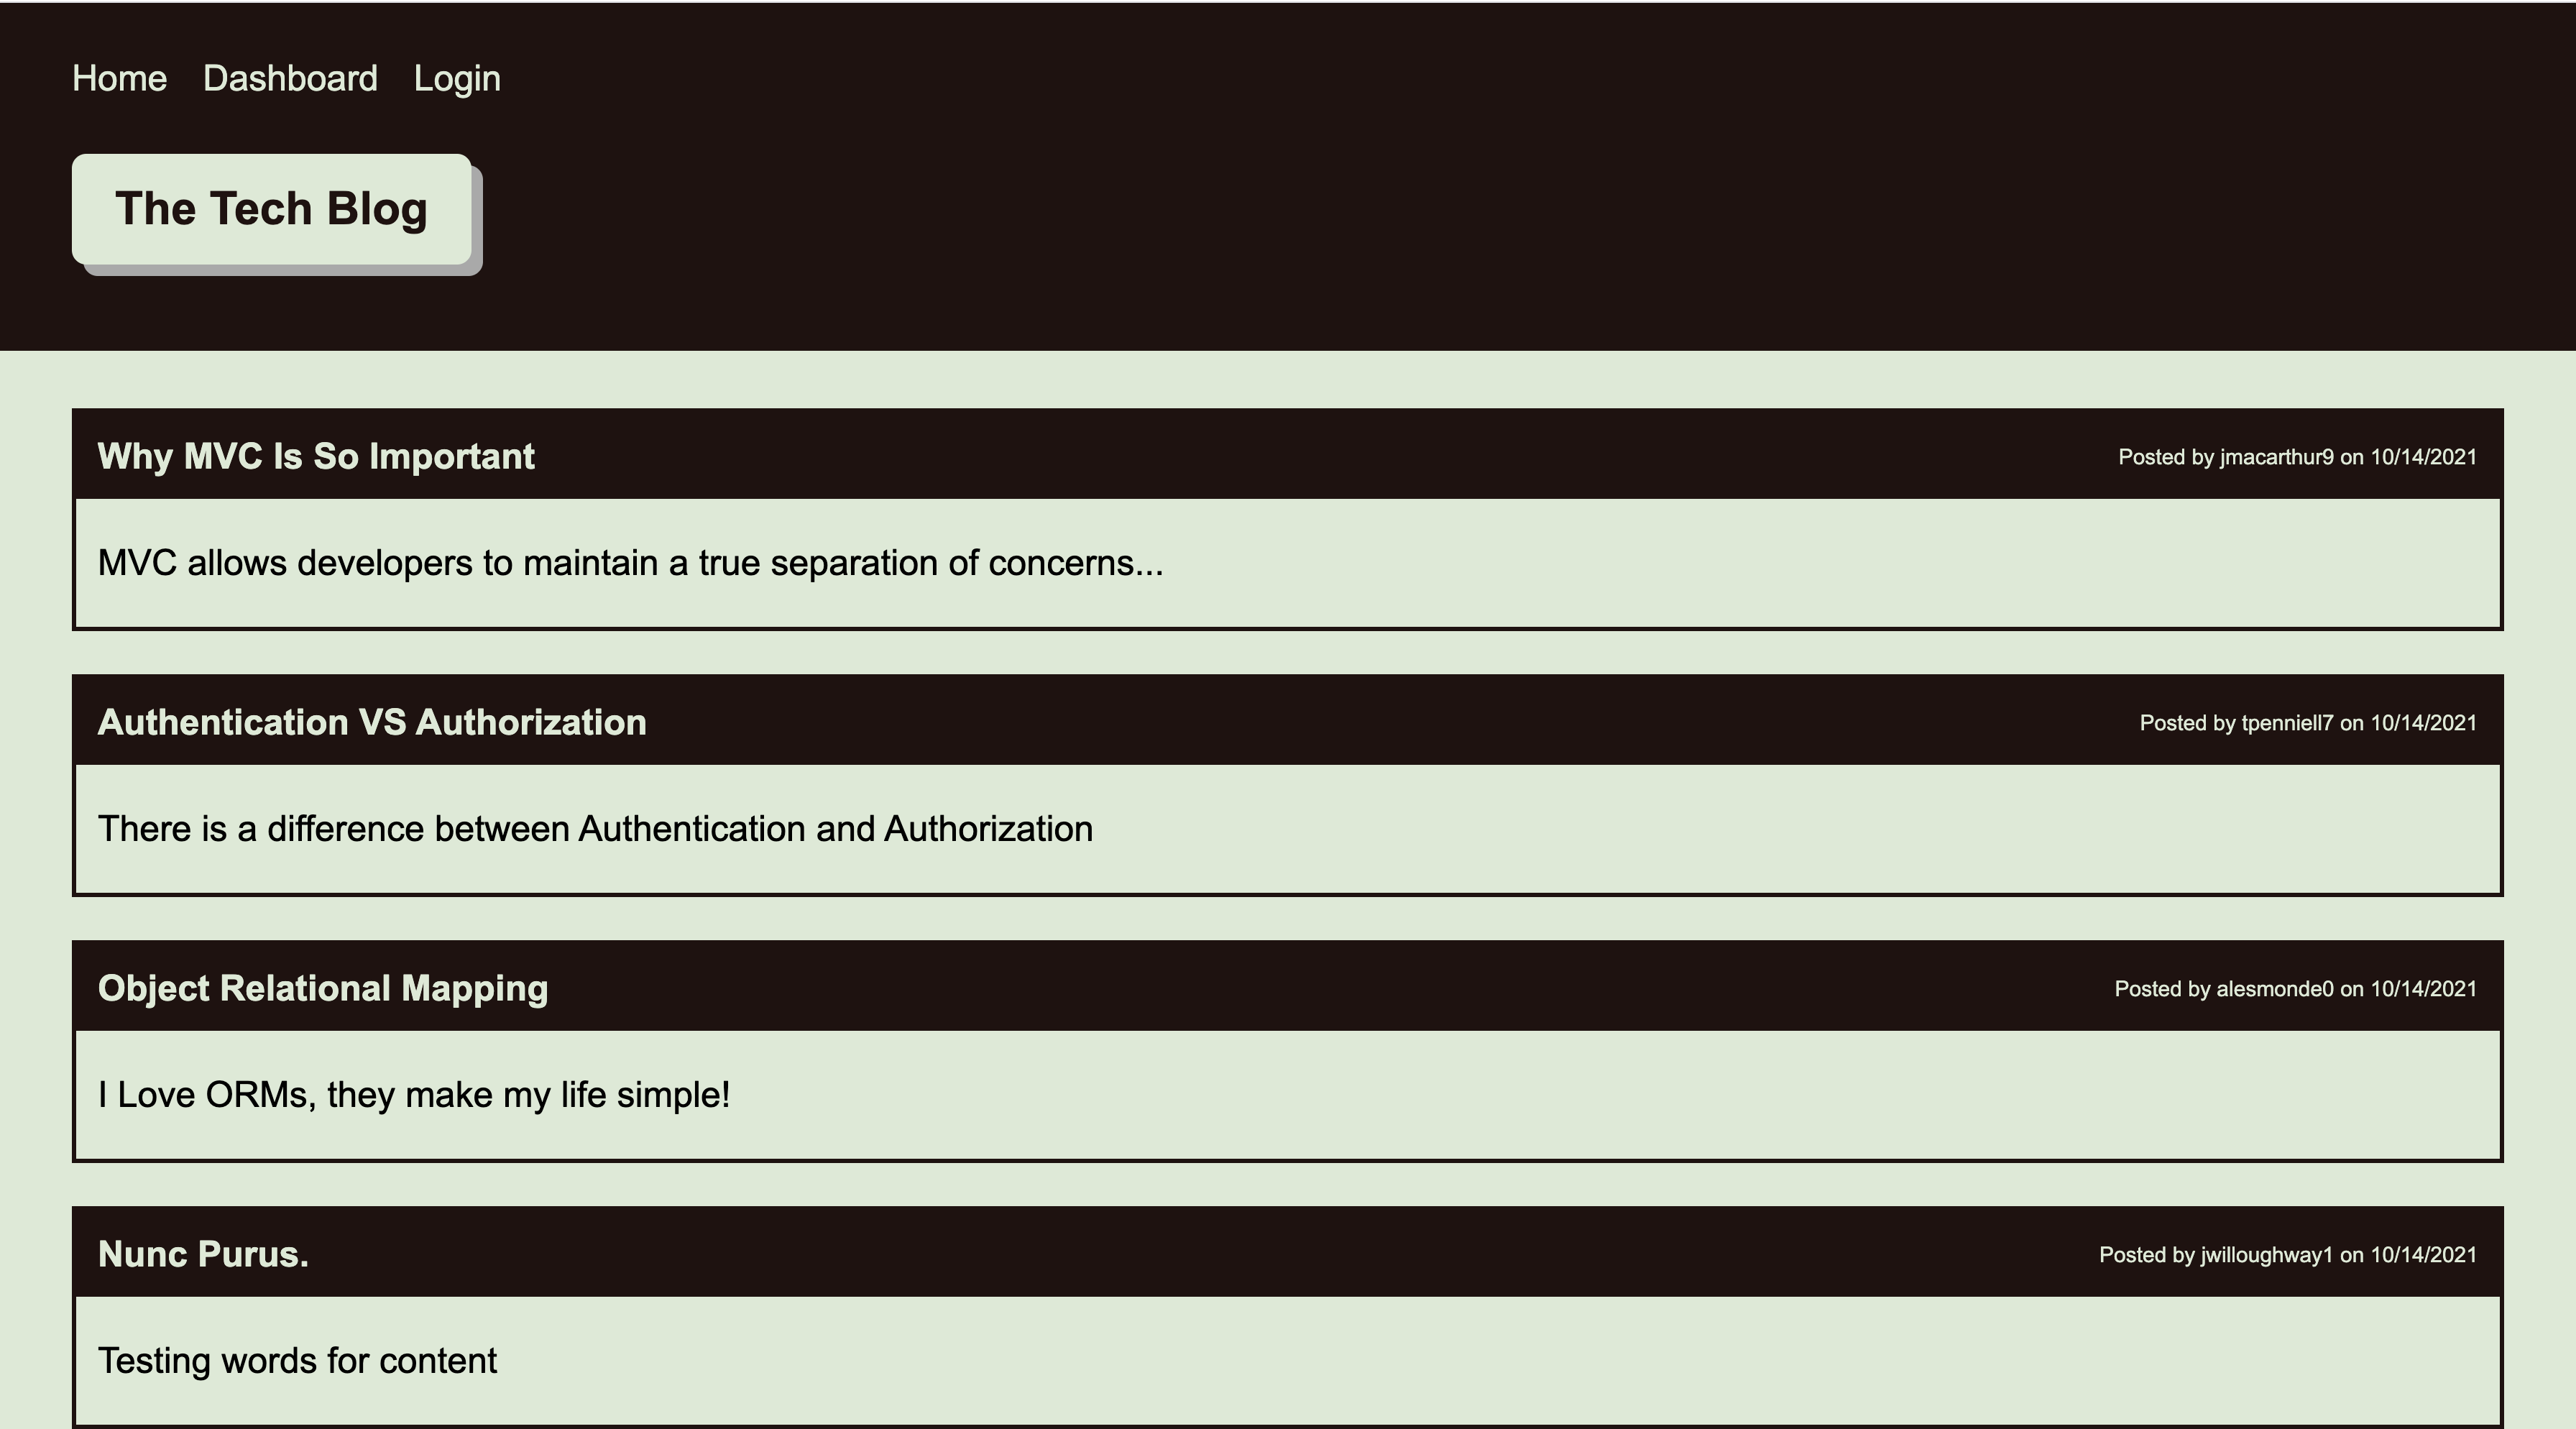 Home Dashboard Login
The Tech Blog
Why MVC Is So Important Posted by jmacarthur9 on 10/14/2021
MVC allows developers to maintain a true separation of concerns...
Authentication VS Authorization Posted by tpenniell7 on 10/14/2021
There is a difference between Authentication and Authorization
Object Relational Mapping Posted by alesmonde0 on 10/14/2021
I Love ORMs, they make my life simple!
Nunc Purus. Posted by jwilloughway1 on 10/14/2021
Testing words for content